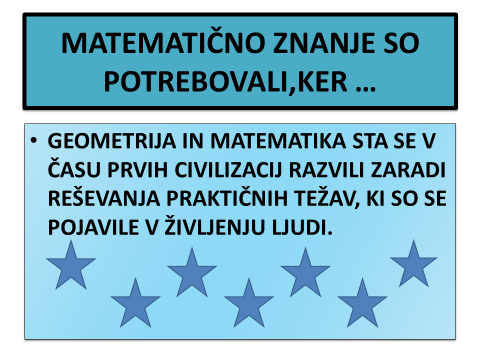 MATEMATIČNO ZNANJE SO
POTREBOVALI,KER …
• GEOMETRIJA IN MATEMATIKA STA SE V
ČASU PRVIH CIVILIZACIJ RAZVILI ZARADI
REŠEVANJA PRAKTIČNIH TEŽAV, KI SO SE
POJAVILE V ŽIVLJENJU LJUDI.